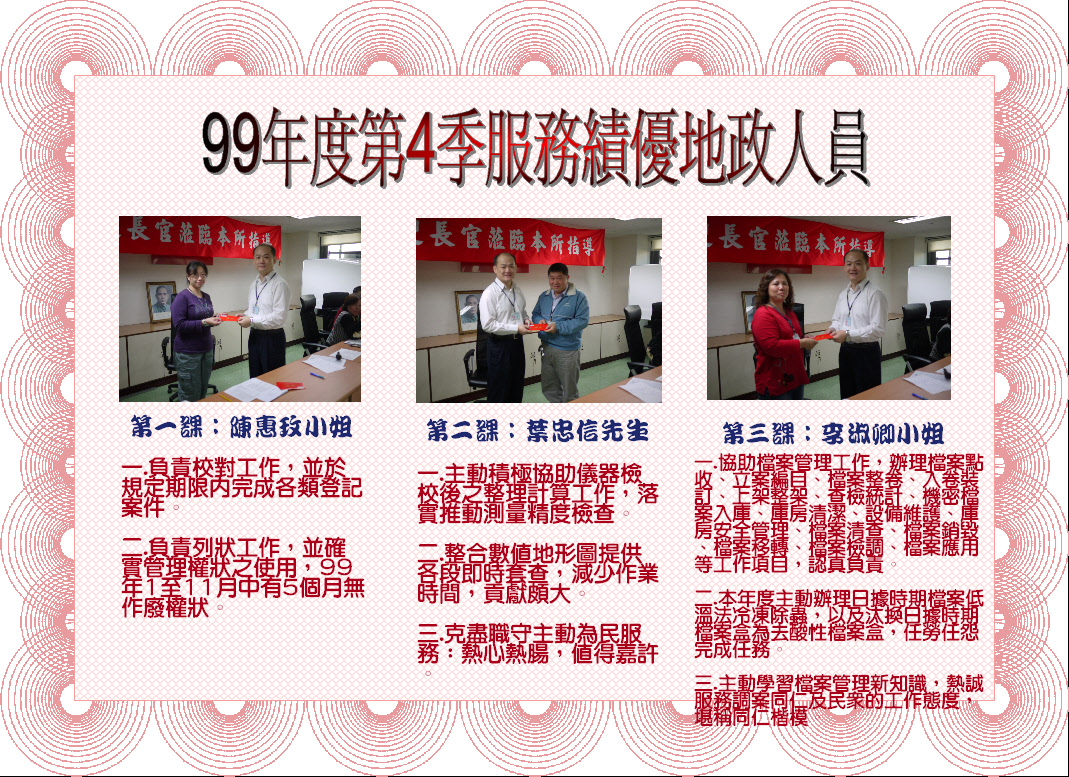 99年度第4季服務績優地政人員
長官蒞臨本所指導
長官蒞臨本所指導
長官蒞臨本所指導
第一課：陳惠玫小姐
一.負責校對工作，並於
規定期限內完成各類登記
案件。
二.負責列狀工作，並確
實管理權狀之使用，99
年1至11月中有5個月無
作廢權狀。
第二課：葉忠信先生
一.主動積極協助儀器檢
校後之整理計算工作，落
實推動測量精度檢查。
二.整合數值地形圖提供
各段即時套查，減少作業
時間，貢獻頗大。
三.克盡職守主動為民服
務：熱心熱腸，值得嘉許
。
第三課：李淑卿小姐
一.協助檔案管理工作，辦理檔案點
收、立案編目、檔案整卷、入卷裝
訂、上架整架、查檢統計、機密檔
案入庫、庫房清潔、設備維護、庫
房安全管理、檔案清查、檔案銷毀
、檔案移轉、檔案檢調、檔案應用
等工作項目，認真負責。
二.本年度主動辦理日據時期檔案低
溫法冷凍除蟲，以及汰換日據時期
檔案盒為去酸性檔案盒，任勞任怨
完成任務。
三.主動學習檔案管理新知識，熱誠
服務調案同仁及民眾的工作態度，
堪稱同仁楷模